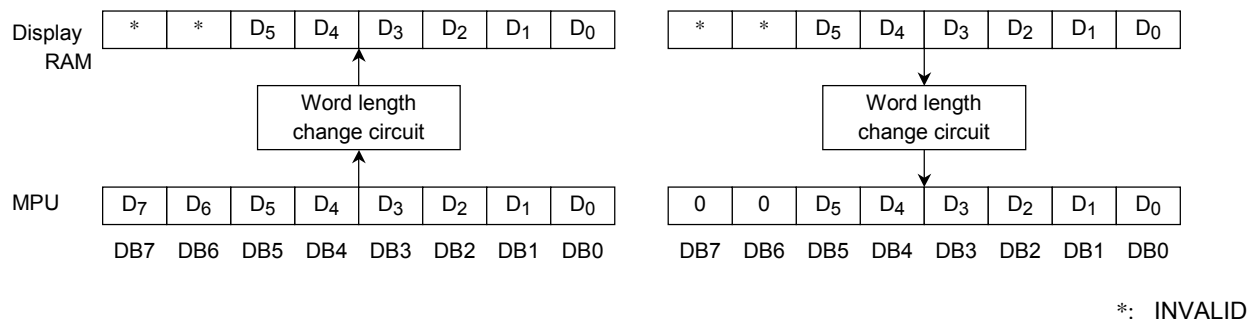 Display RAM
* * D5 D4 D3 D2 D1 D0
Word length
change circuit
MPU
D7 D6 D5 D4 D3 D2 D1 D0
DB7 DB6 DB5 DB4 DB3 DB2 DB1 DB0
* * D5 D4 D3 D2 D1 D0
Word length
change circuit
0 0 D5 D4 D3 D2 D1 D0
DB7 DB6 DB5 DB4 DB3 DB2 DB1 DB0
*: INVALID